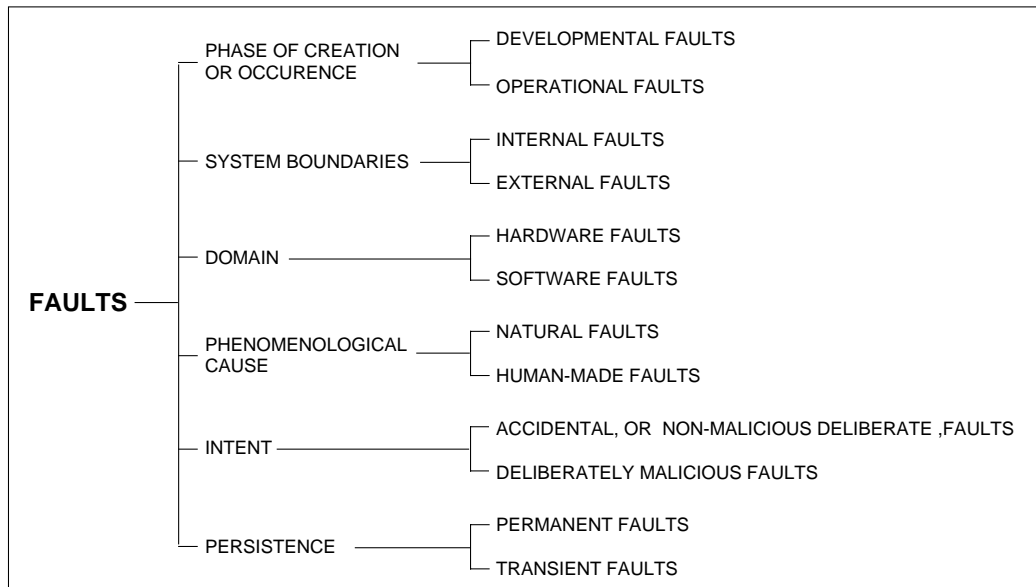 PHASE OF CREATION
OR OCCURENCE
DEVELOPMENTAL FAULTS
OPERATIONAL FAULTS
SYSTEM BOUNDARIES
INTERNAL FAULTS
EXTERNAL FAULTS
DOMAIN
HARDWARE FAULTS
SOFTWARE FAULTS
FAULTS
PHENOMENOLOGICAL
CAUSE
NATURAL FAULTS
HUMAN-MADE FAULTS
INTENT
ACCIDENTAL, OR NON-MALICIOUS DELIBERATE ,FAULTS
DELIBERATELY MALICIOUS FAULTS
PERSISTENCE
PERMANENT FAULTS
TRANSIENT FAULTS